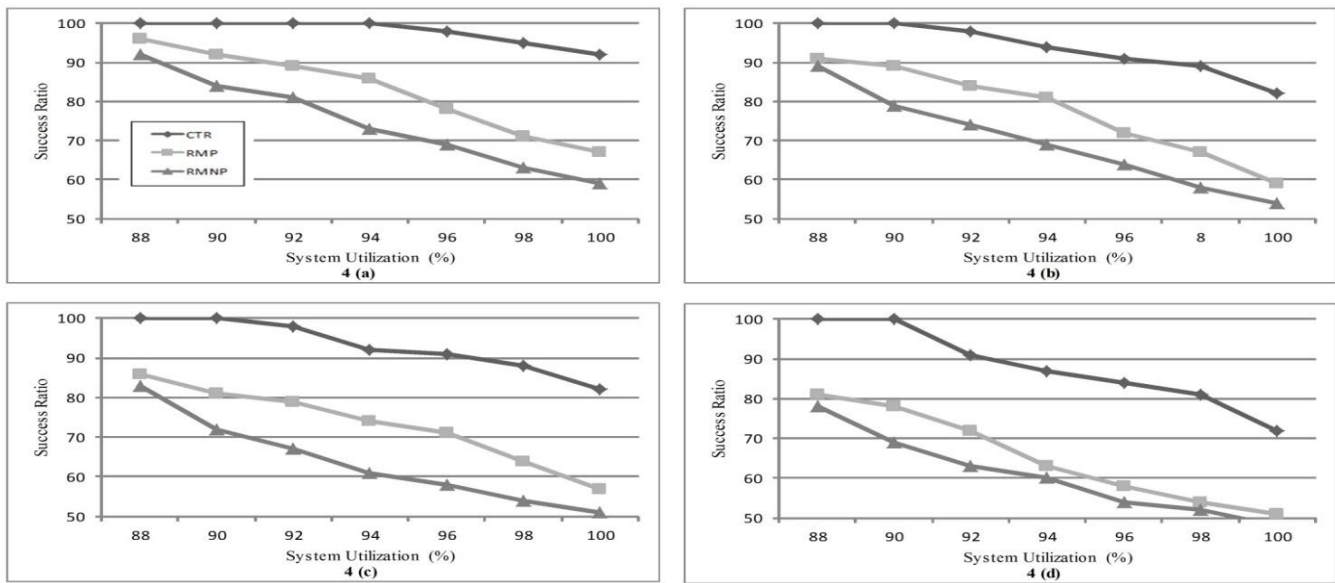 100
90
80
70
60
50
Success Ratio
CTR
RMP
RMNP
88 90 92 94 96 98 100
System Utilization (%)
4 (a)
100
90
80
70
60
50
Success Ratio
88 90 92 94 96 8 100
System Utilization (%)
4 (b)
100
90
80
70
60
50
Success Ratio
88 90 92 94 96 98 100
System Utilization (%)
4 (c)
100
90
80
70
60
50
Success Ratio
88 90 92 94 96 98 100
System Utilization (%)
4 (d)